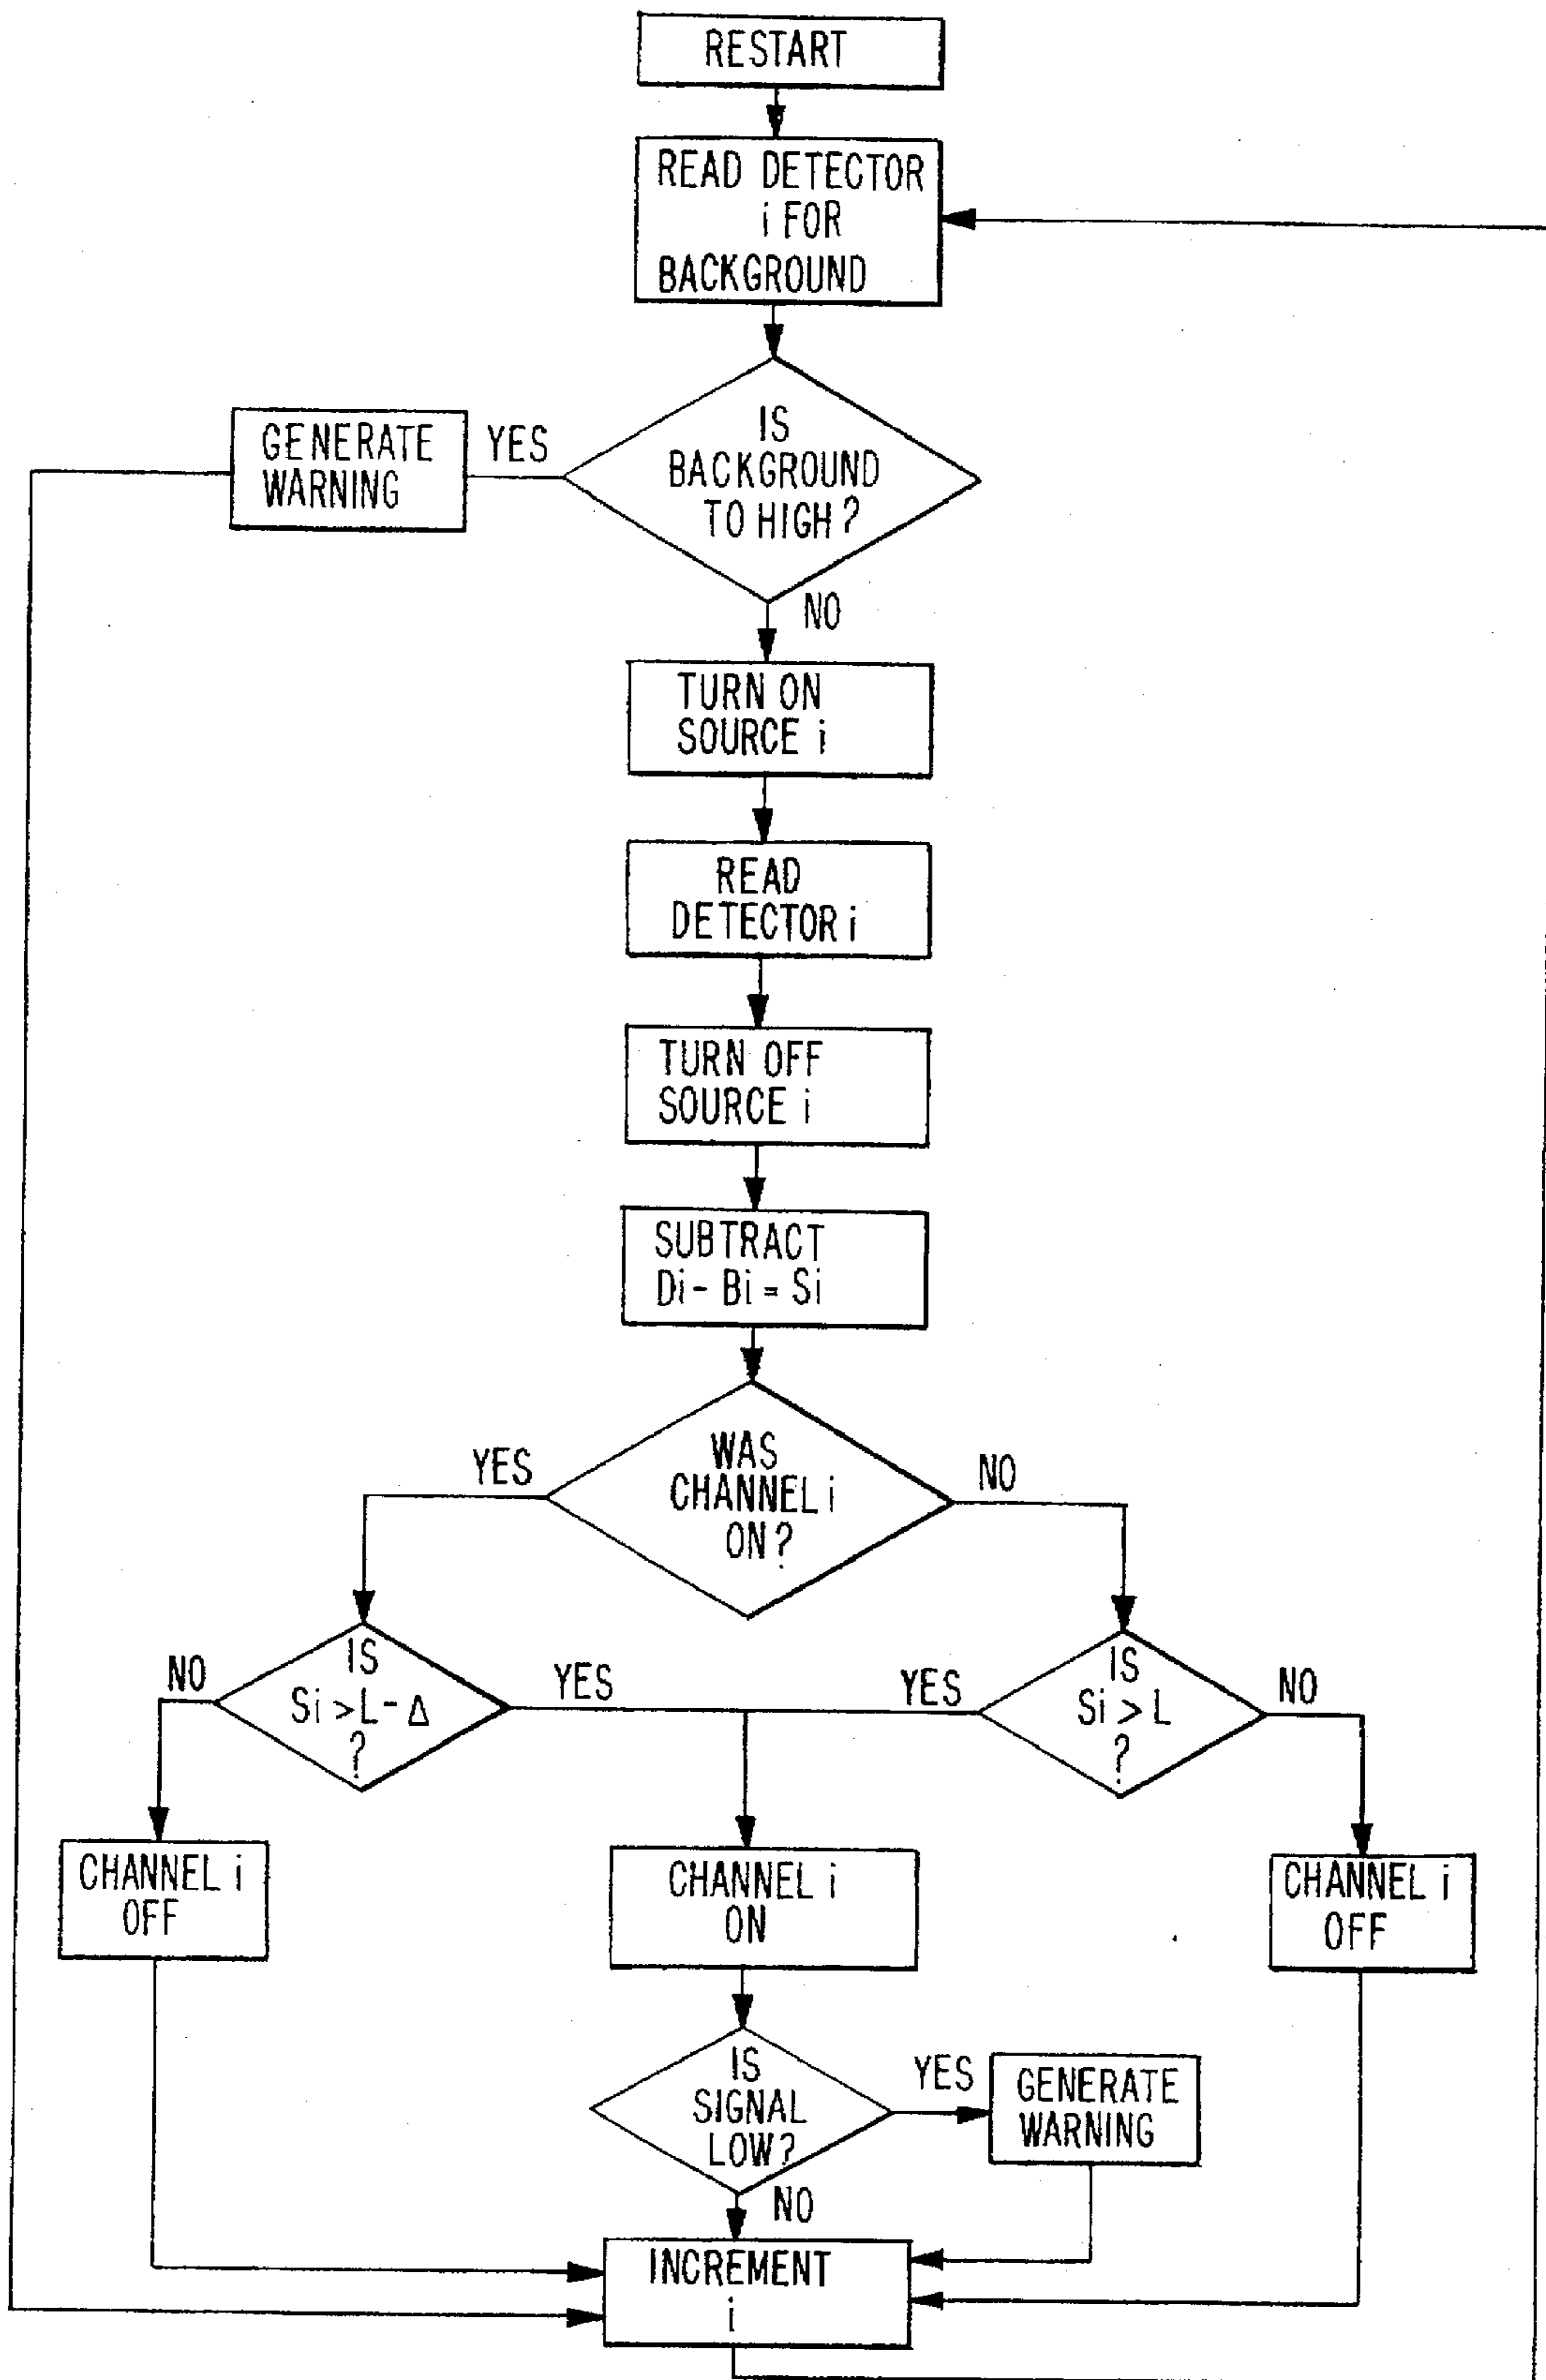 RESTART
READ DETECTOR
i FOR
BACKGROUND
IS
BACKGROUND
TO HIGH?
YES
GENERATE
WARNING
NO
TURN ON
SOURCE i
READ
DETECTOR i
TURN OFF
SOURCE i
SUBTRACT
Di - Bi = Si
WAS
CHANNEL i
ON?
YES
NO
IS
Si > L - Δ
?
NO
YES
IS
Si > L
?
YES
NO
CHANNEL i
OFF
CHANNEL i
ON
CHANNEL i
OFF
IS
SIGNAL
LOW?
YES
GENERATE
WARNING
NO
INCREMENT
i